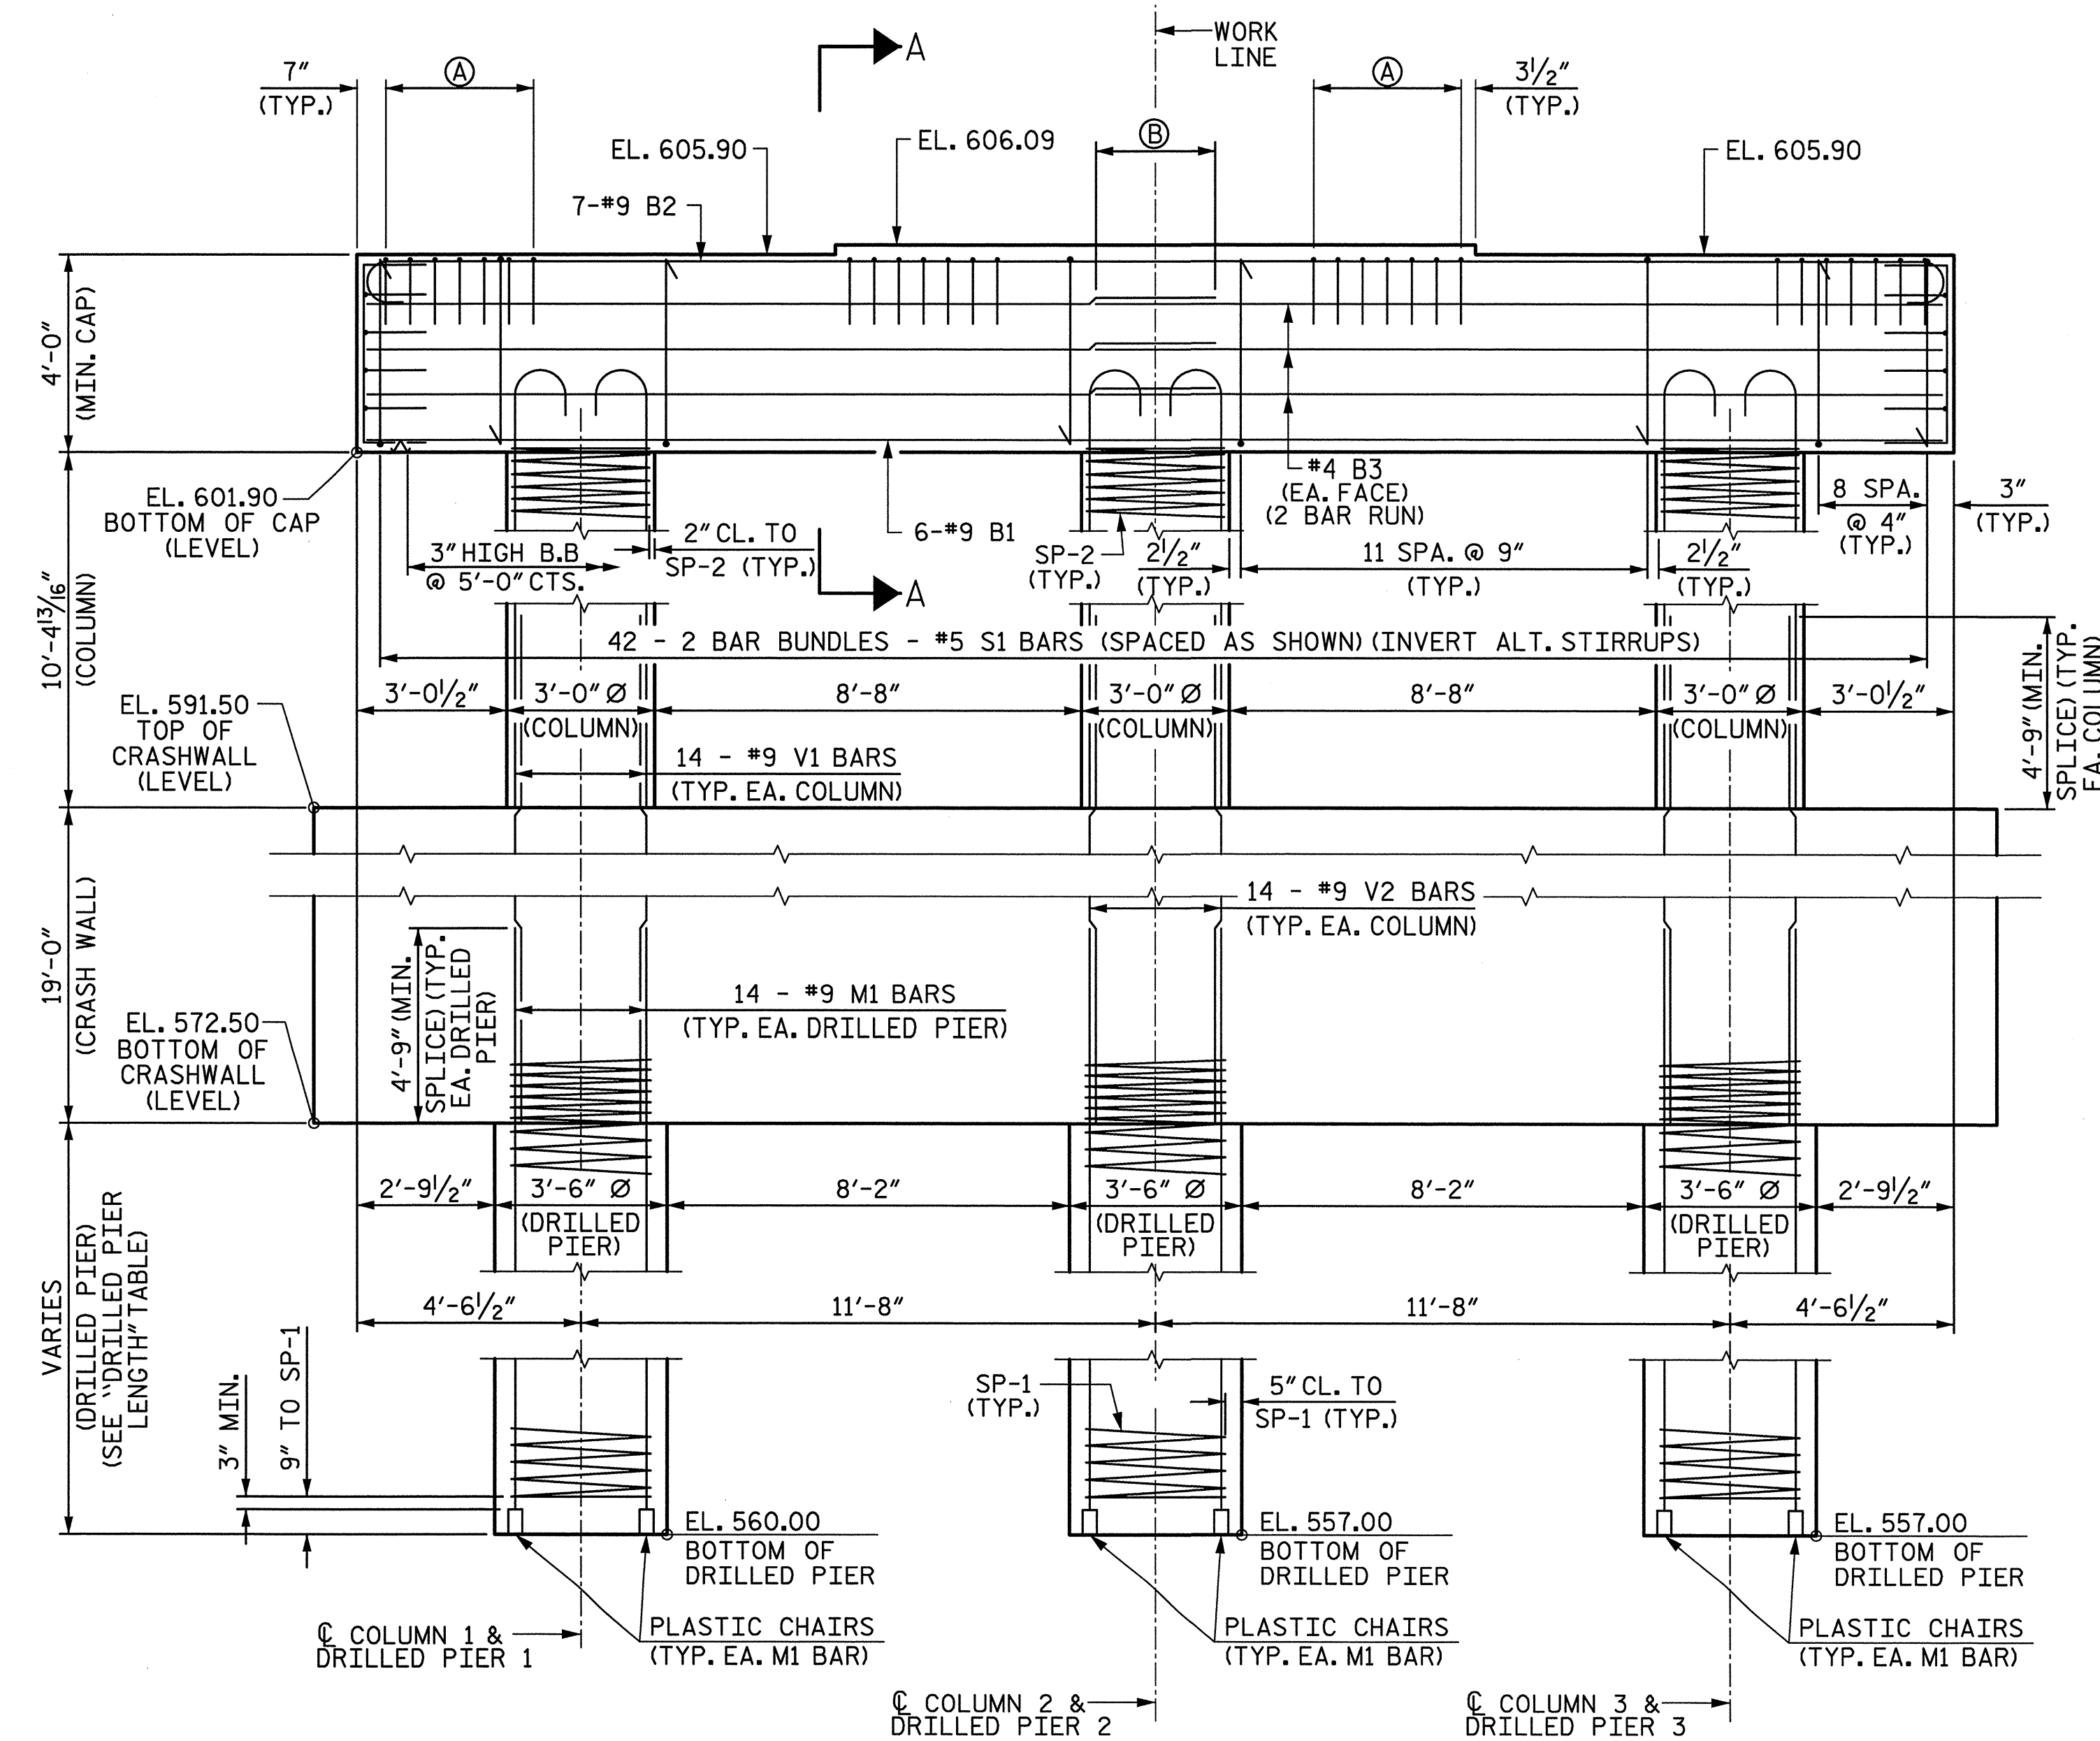 WORK
LINE
A
7"
(TYP.)
A
A
3½"
(TYP.)
B
EL. 605.90
EL. 606.09
EL. 605.90
7-#9 B2
4'-0"
(MIN. CAP)
EL. 601.90
BOTTOM OF CAP
(LEVEL)
3" HIGH B.B
@ 5'-0" CTS.
2" CL. TO
SP-2 (TYP.)
6-#9 B1
A
SP-2
(TYP.)
2½"
(TYP.)
#4 B3
(EA. FACE)
(2 BAR RUN)
11 SPA. @ 9"
(TYP.)
2½"
(TYP.)
8 SPA.
@ 4"
(TYP.)
3"
(TYP.)
10'-4¹³/₁₆"
(COLUMN)
42 - 2 BAR BUNDLES - #5 S1 BARS (SPACED AS SHOWN) (INVERT ALT. STIRRUPS)
3'-0½"
3'-0" Ø
(COLUMN)
8'-8"
3'-0" Ø
(COLUMN)
8'-8"
3'-0" Ø
(COLUMN)
3'-0½"
4'-9" (MIN.
SPLICE) (TYP.
EA. COLUMN)
EL. 591.50
TOP OF
CRASHWALL
(LEVEL)
14 - #9 V1 BARS
(TYP. EA. COLUMN)
19'-0"
(CRASH WALL)
14 - #9 V2 BARS
(TYP. EA. COLUMN)
4'-9" (MIN.
SPLICE) (TYP.
EA. DRILLED
PIER)
14 - #9 M1 BARS
(TYP. EA. DRILLED PIER)
EL. 572.50
BOTTOM OF
CRASHWALL
(LEVEL)
2'-9½"
3'-6" Ø
(DRILLED
PIER)
8'-2"
3'-6" Ø
(DRILLED
PIER)
8'-2"
3'-6" Ø
(DRILLED
PIER)
2'-9½"
VARIES
(DRILLED PIER)
(SEE "DRILLED PIER
LENGTH" TABLE)
4'-6½"
11'-8"
11'-8"
4'-6½"
3" MIN.
9" TO SP-1
SP-1
(TYP.)
5" CL. TO
SP-1 (TYP.)
EL. 560.00
BOTTOM OF
DRILLED PIER
EL. 557.00
BOTTOM OF
DRILLED PIER
EL. 557.00
BOTTOM OF
DRILLED PIER
PLASTIC CHAIRS
(TYP. EA. M1 BAR)
PLASTIC CHAIRS
(TYP. EA. M1 BAR)
PLASTIC CHAIRS
(TYP. EA. M1 BAR)
℄ COLUMN 1 &
DRILLED PIER 1
℄ COLUMN 2 &
DRILLED PIER 2
℄ COLUMN 3 &
DRILLED PIER 3